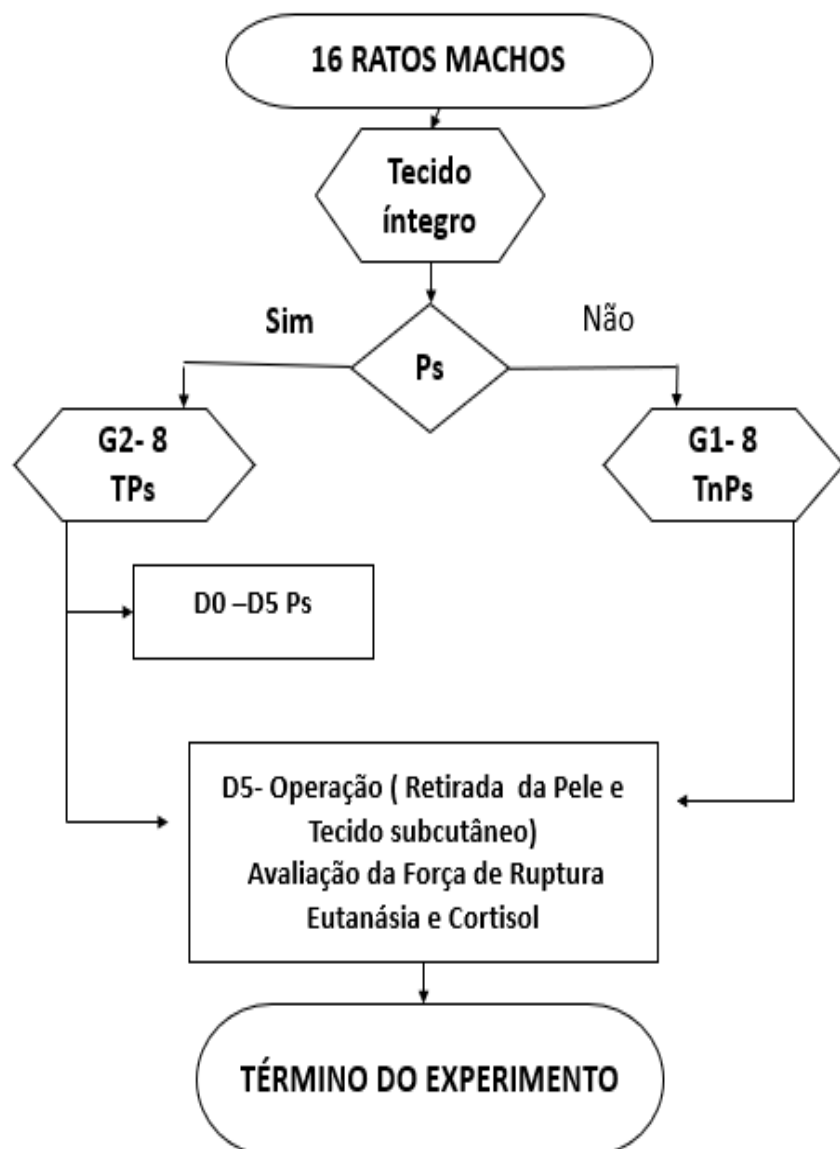 16 RATOS MACHOS
Tecido
íntegro
Sim
Não
Ps
G2- 8
TPs
G1- 8
TnPs
D0 –D5 Ps
D5- Operação ( Retirada da Pele e
Tecido subcutâneo)
Avaliação da Força de Ruptura
Eutanásia e Cortisol
TÉRMINO DO EXPERIMENTO